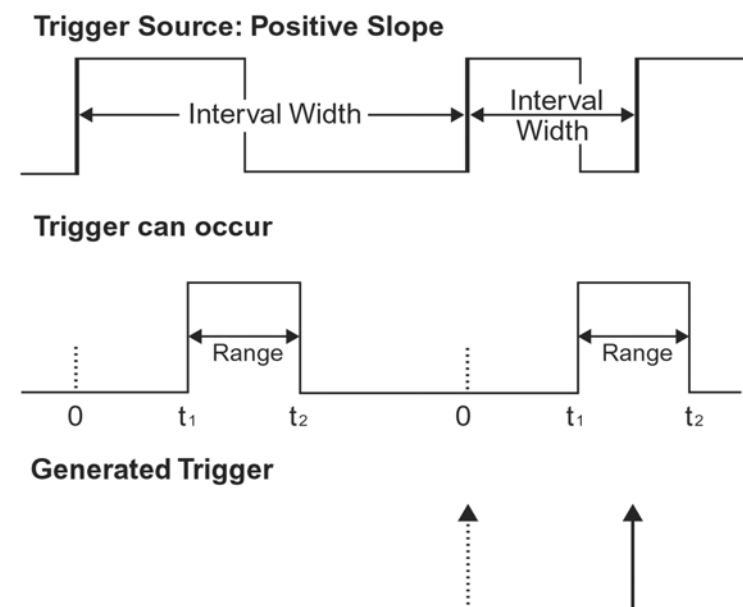 Trigger Source: Positive Slope
Interval Width
Interval
Width
Trigger can occur
Range
Range
0
t₁
t₂
0
t₁
t₂
Generated Trigger